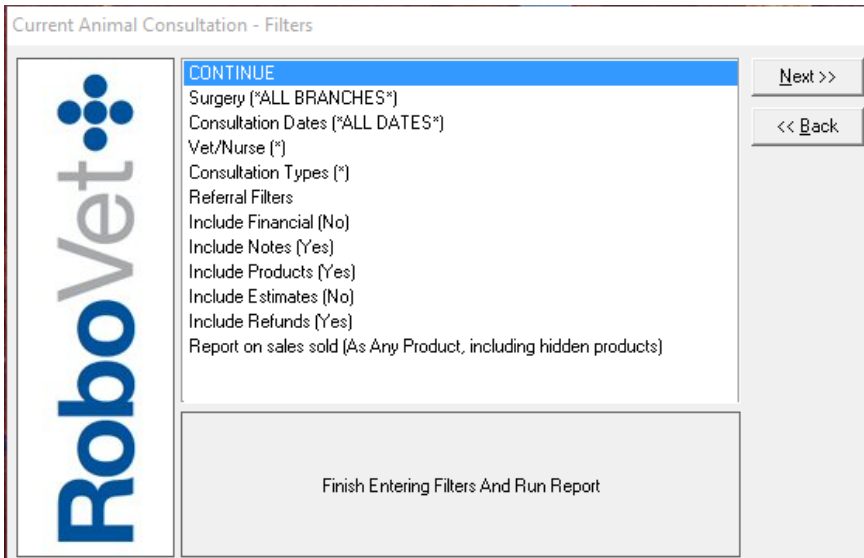 Current Animal Consultation - Filters
RoboVet
CONTINUE
Surgery (*ALL BRANCHES*)
Consultation Dates (*ALL DATES*)
Vet/Nurse (*)
Consultation Types (*)
Referral Filters
Include Financial (No)
Include Notes (Yes)
Include Products (Yes)
Include Estimates (No)
Include Refunds (Yes)
Report on sales sold (As Any Product, including hidden products)
Next >>
<< Back
Finish Entering Filters And Run Report